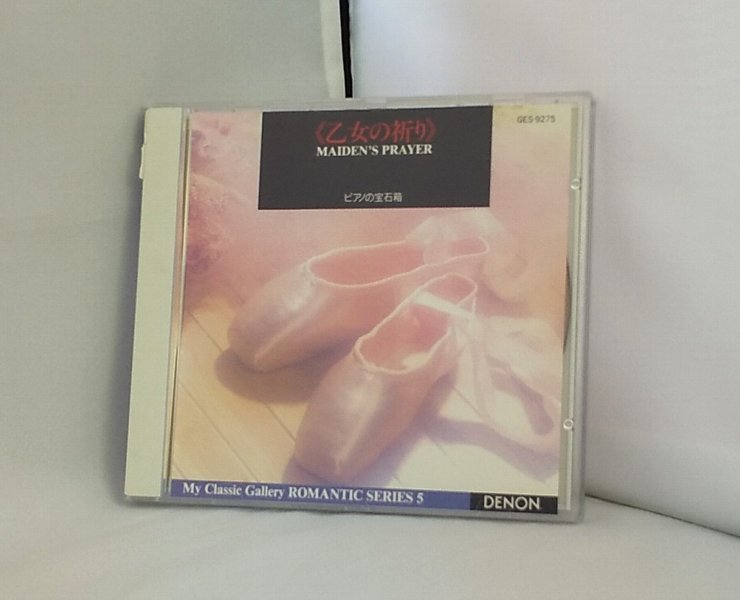 GES-9275
《乙女の祈り》
MAIDEN'S PRAYER
ピアノの宝石箱
My Classic Gallery ROMANTIC SERIES 5
DENON